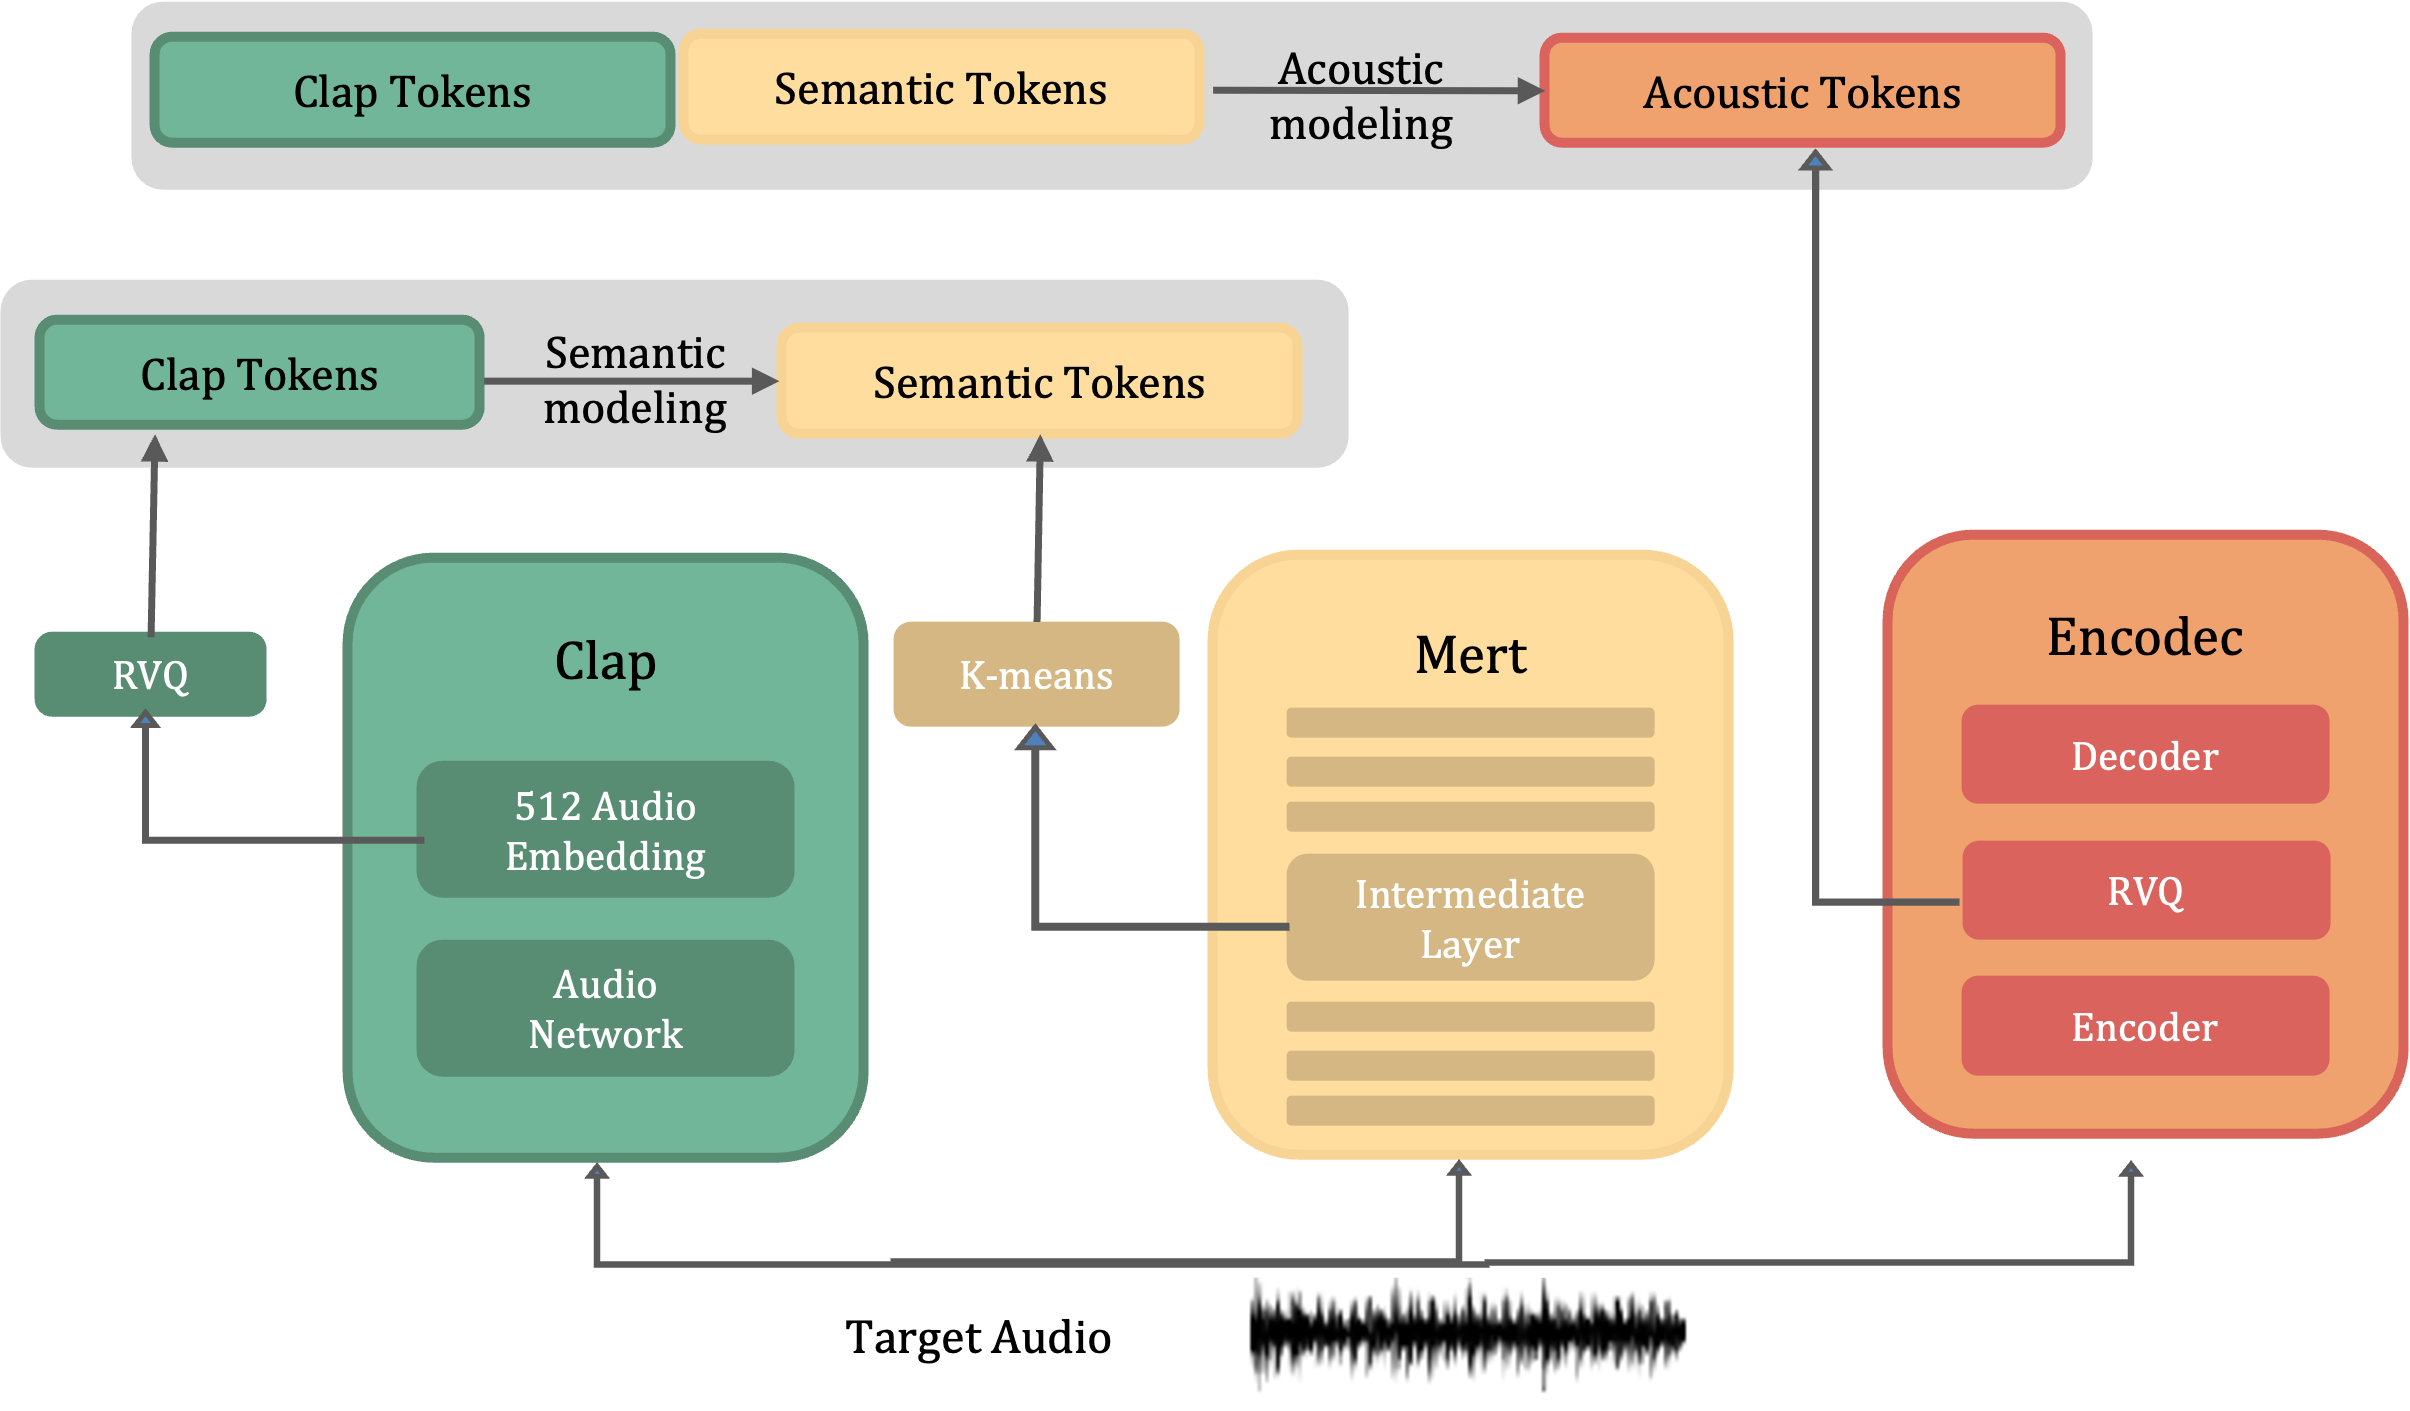 Clap Tokens
Semantic Tokens
Acoustic
modeling
Acoustic Tokens
Clap Tokens
Semantic
modeling
Semantic Tokens
RVQ
Clap
512 Audio
Embedding
Audio
Network
K-means
Mert
Intermediate
Layer
Encodec
Decoder
RVQ
Encoder
Target Audio